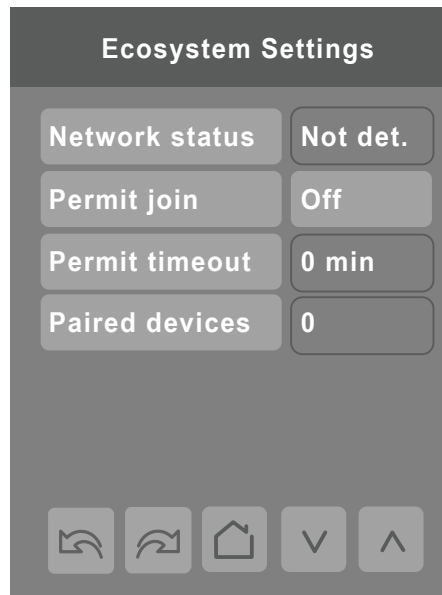 Ecosystem Settings
Network status Not det.
Permit join Off
Permit timeout 0 min
Paired devices 0